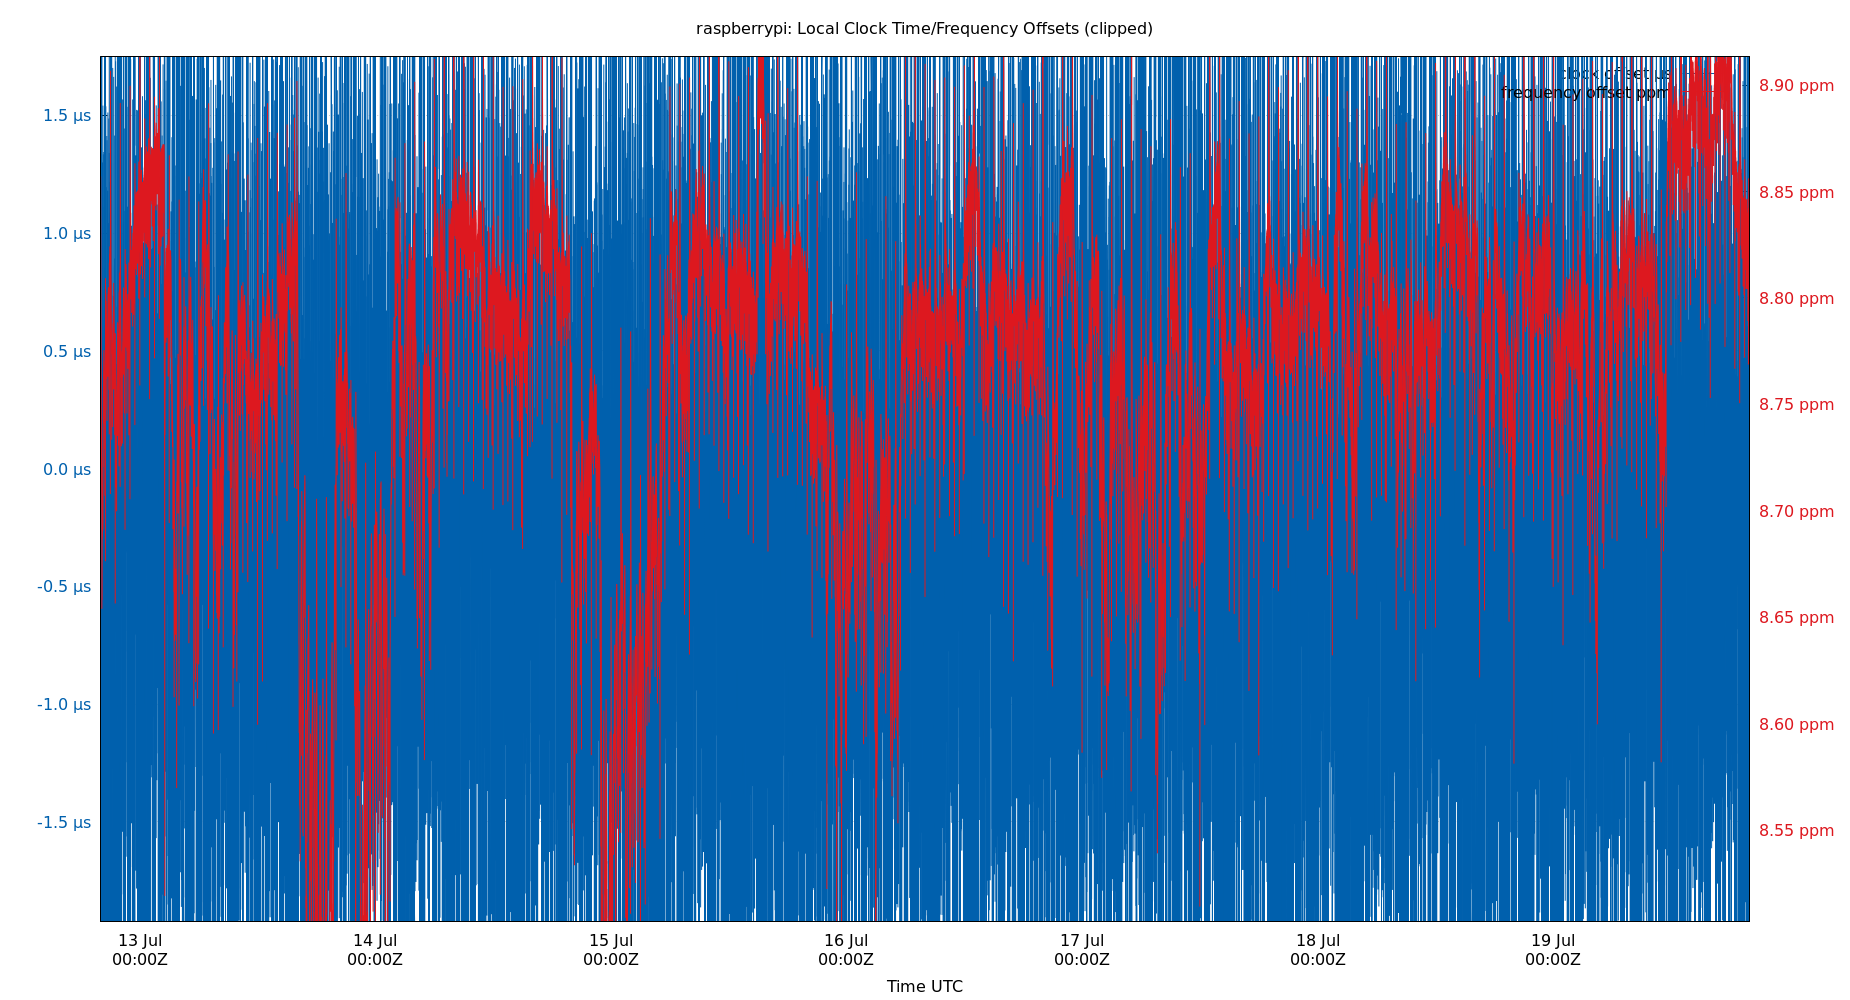 raspberrypi: Local Clock Time/Frequency Offsets (clipped)
clock offset µs
frequency offset ppm
1.5 µs
1.0 µs
0.5 µs
0.0 µs
-0.5 µs
-1.0 µs
-1.5 µs
8.90 ppm
8.85 ppm
8.80 ppm
8.75 ppm
8.70 ppm
8.65 ppm
8.60 ppm
8.55 ppm
13 Jul 14 Jul 15 Jul 16 Jul 17 Jul 18 Jul 19 Jul
00:00Z 00:00Z 00:00Z 00:00Z 00:00Z 00:00Z 00:00Z
Time UTC